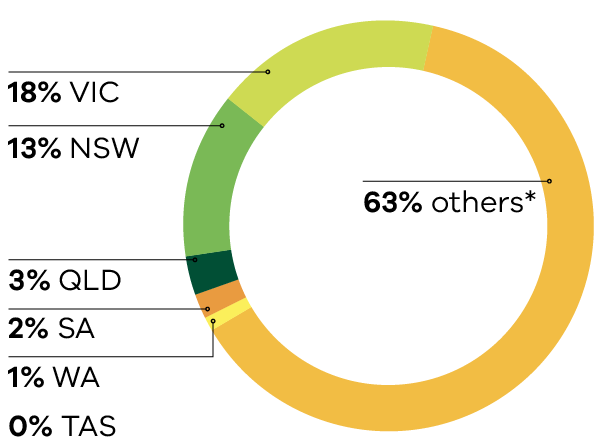 18% VIC
13% NSW
63% others*
3% QLD
2% SA
1% WA
0% TAS